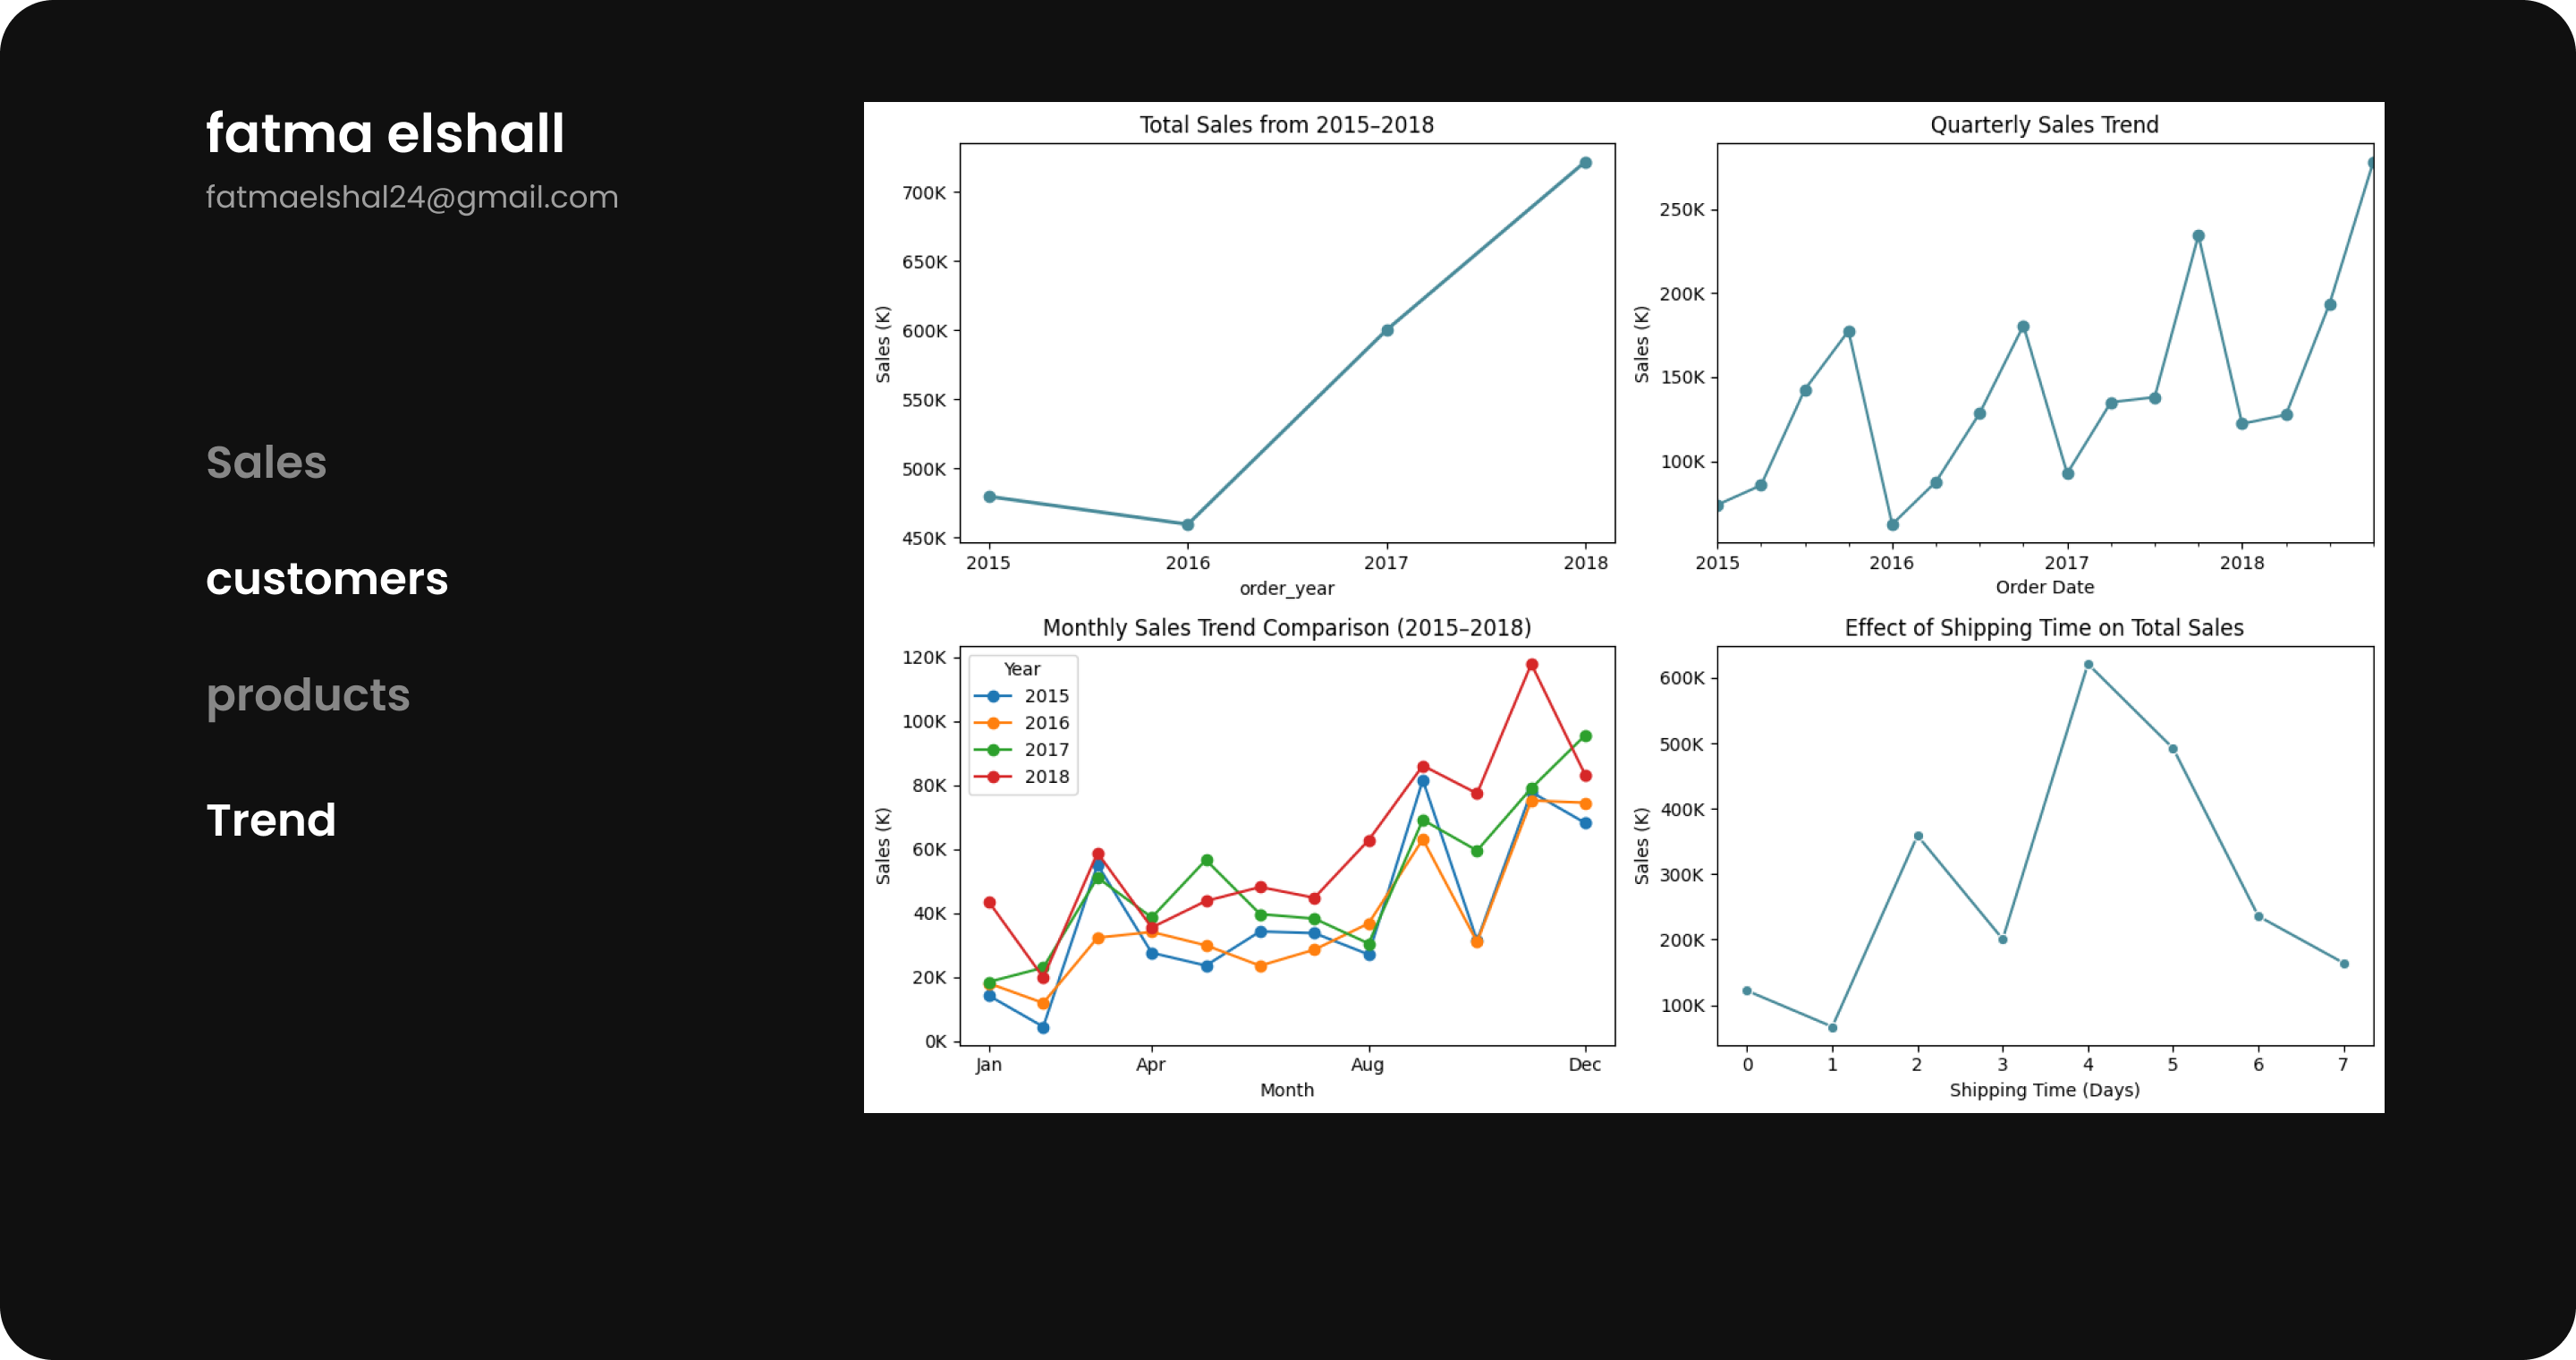 fatma elshall
fatmaelshal24@gmail.com
Sales
customers
products
Trend
Total Sales from 2015–2018
700K
650K
600K
550K
500K
450K
Sales (K)
2015 2016 2017 2018
order_year
Quarterly Sales Trend
250K
200K
150K
100K
Sales (K)
2015 2016 2017 2018
Order Date
Monthly Sales Trend Comparison (2015–2018)
120K
100K
80K
60K
40K
20K
0K
Sales (K)
Year
2015
2016
2017
2018
Jan Apr Aug Dec
Month
Effect of Shipping Time on Total Sales
600K
500K
400K
300K
200K
100K
Sales (K)
0 1 2 3 4 5 6 7
Shipping Time (Days)